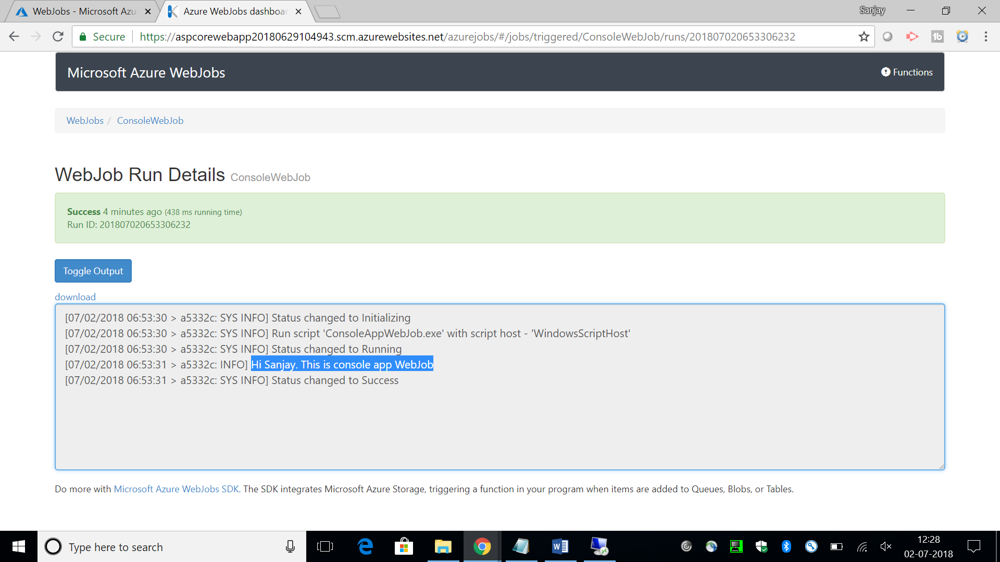 WebJobs - Microsoft Azu
Azure WebJobs dashboar
Sanjay
Secure
https://aspcorewebapp20180629104943.scm.azurewebsites.net/azurejobs/#/jobs/triggered/ConsoleWebJob/runs/201807020653306232
Microsoft Azure WebJobs
Functions
WebJobs / ConsoleWebJob
WebJob Run Details ConsoleWebJob
Success 4 minutes ago (438 ms running time)
Run ID: 201807020653306232
Toggle Output
download
[07/02/2018 06:53:30 > a5332c: SYS INFO] Status changed to Initializing
[07/02/2018 06:53:30 > a5332c: SYS INFO] Run script 'ConsoleAppWebJob.exe' with script host - 'WindowsScriptHost'
[07/02/2018 06:53:30 > a5332c: SYS INFO] Status changed to Running
[07/02/2018 06:53:31 > a5332c: INFO] Hi Sanjay. This is console app WebJob
[07/02/2018 06:53:31 > a5332c: SYS INFO] Status changed to Success
Do more with Microsoft Azure WebJobs SDK. The SDK integrates Microsoft Azure Storage, triggering a function in your program when items are added to Queues, Blobs, or Tables.
Type here to search
12:28
02-07-2018